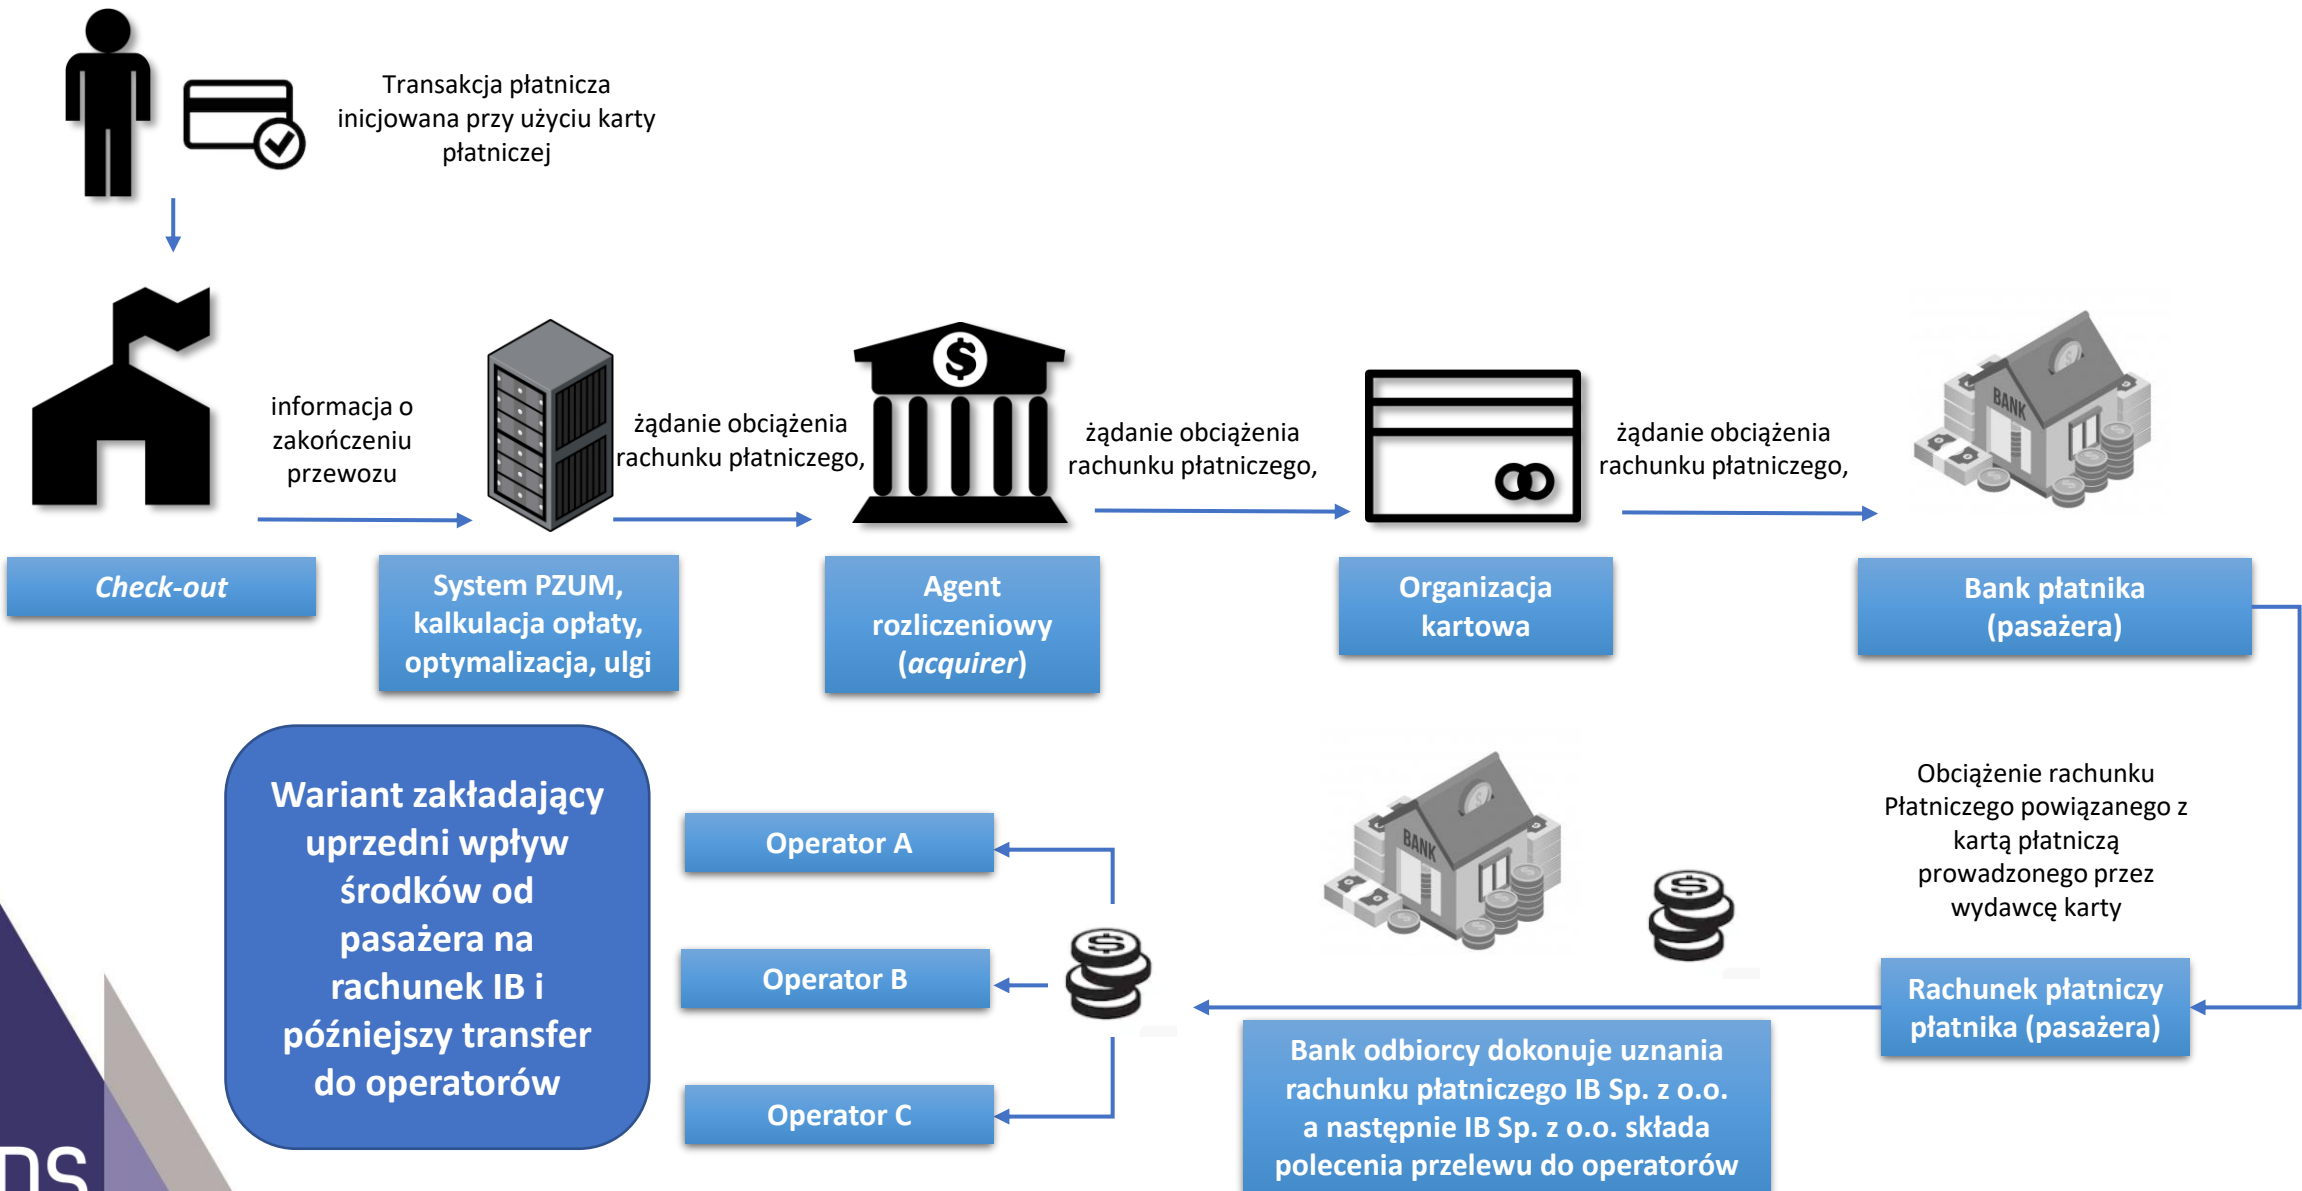 Transakcja płatnicza
inicjowana przy użyciu karty
płatniczej
informacja o
zakończeniu
przewozu
żądanie obciążenia
rachunku płatniczego,
żądanie obciążenia
rachunku płatniczego,
żądanie obciążenia
rachunku płatniczego,
BANK
Check-out
System PZUM,
kalkulacja opłaty,
optymalizacja, ulgi
Agent
rozliczeniowy
(acquirer)
Organizacja
kartowa
Bank płatnika
(pasażera)
Wariant zakładający
uprzedni wpływ
środków od
pasażera na
rachunek IB i
późniejszy transfer
do operatorów
Operator A
Operator B
Operator C
BANK
Obciążenie rachunku
Płatniczego powiązanego z
kartą płatniczą
prowadzonego przez
wydawcę karty
Rachunek płatniczy
płatnika (pasażera)
Bank odbiorcy dokonuje uznania
rachunku płatniczego IB Sp. z o.o.
a następnie IB Sp. z o.o. składa
polecenia przelewu do operatorów